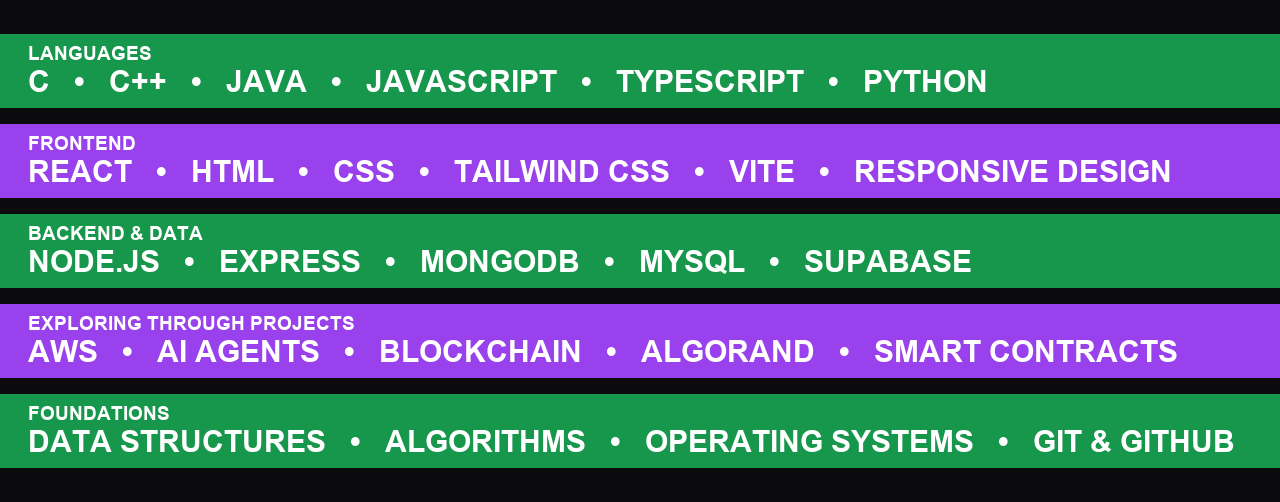 LANGUAGES
C • C++ • JAVA • JAVASCRIPT • TYPESCRIPT • PYTHON
FRONTEND
REACT • HTML • CSS • TAILWIND CSS • VITE • RESPONSIVE DESIGN
BACKEND & DATA
NODE.JS • EXPRESS • MONGODB • MYSQL • SUPABASE
EXPLORING THROUGH PROJECTS
AWS • AI AGENTS • BLOCKCHAIN • ALGORAND • SMART CONTRACTS
FOUNDATIONS
DATA STRUCTURES • ALGORITHMS • OPERATING SYSTEMS • GIT & GITHUB